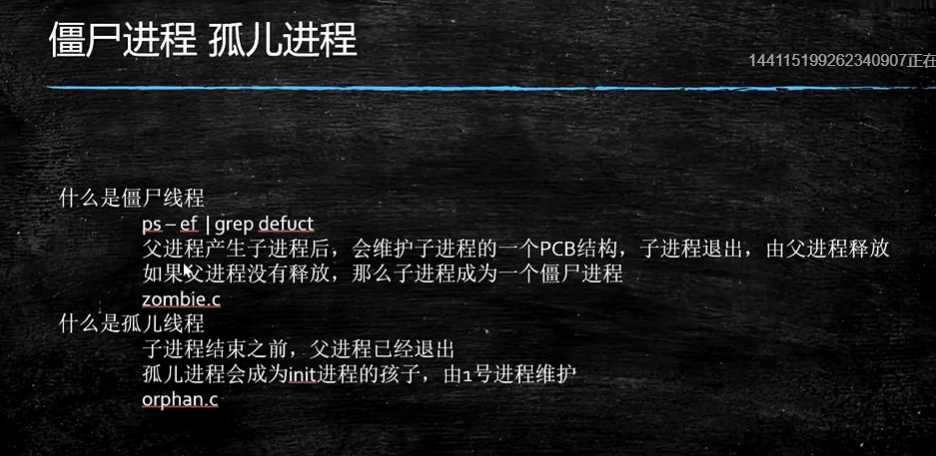 僵尸进程 孤儿进程
144115199262340907正在
什么是僵尸线程
ps – ef | grep defuct
父进程产生子进程后，会维护子进程的一个PCB结构，子进程退出，由父进程释放
如果父进程没有释放，那么子进程成为一个僵尸进程
zombie.c
什么是孤儿线程
子进程结束之前，父进程已经退出
孤儿进程会成为init进程的孩子，由1号进程维护
orphan.c